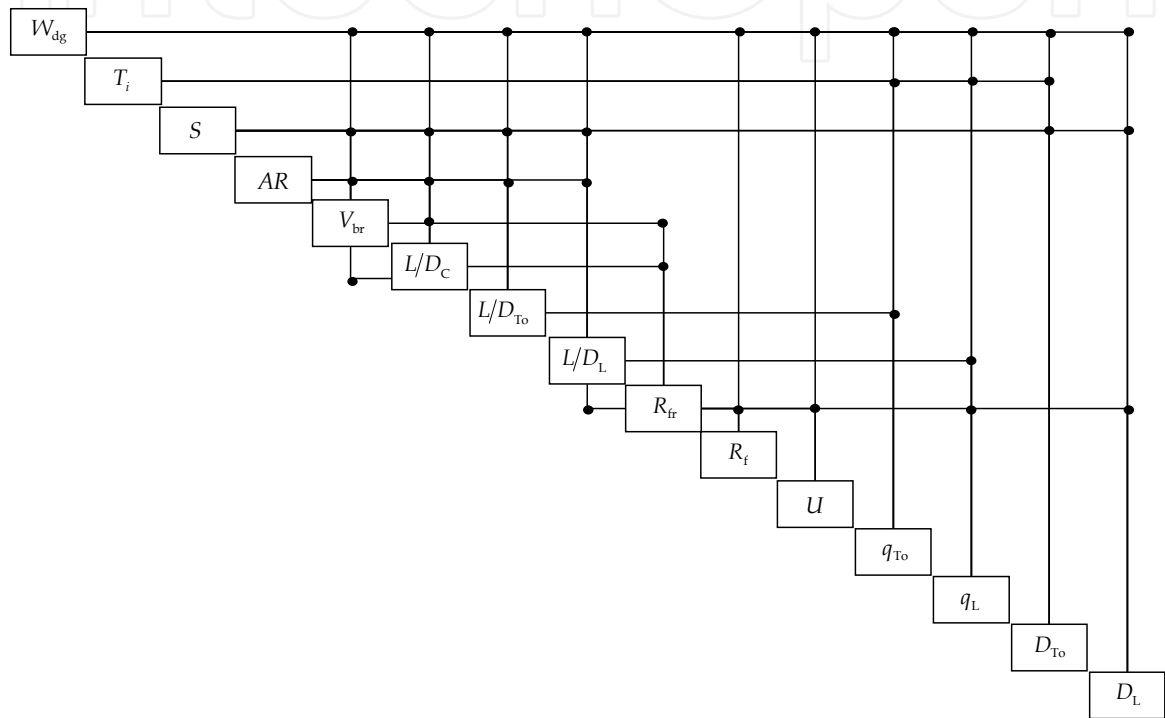 W_dg
T_i
S
AR
V_br
L/D_C
L/D_To
L/D_L
R_fr
R_f
U
q_To
q_L
D_To
D_L